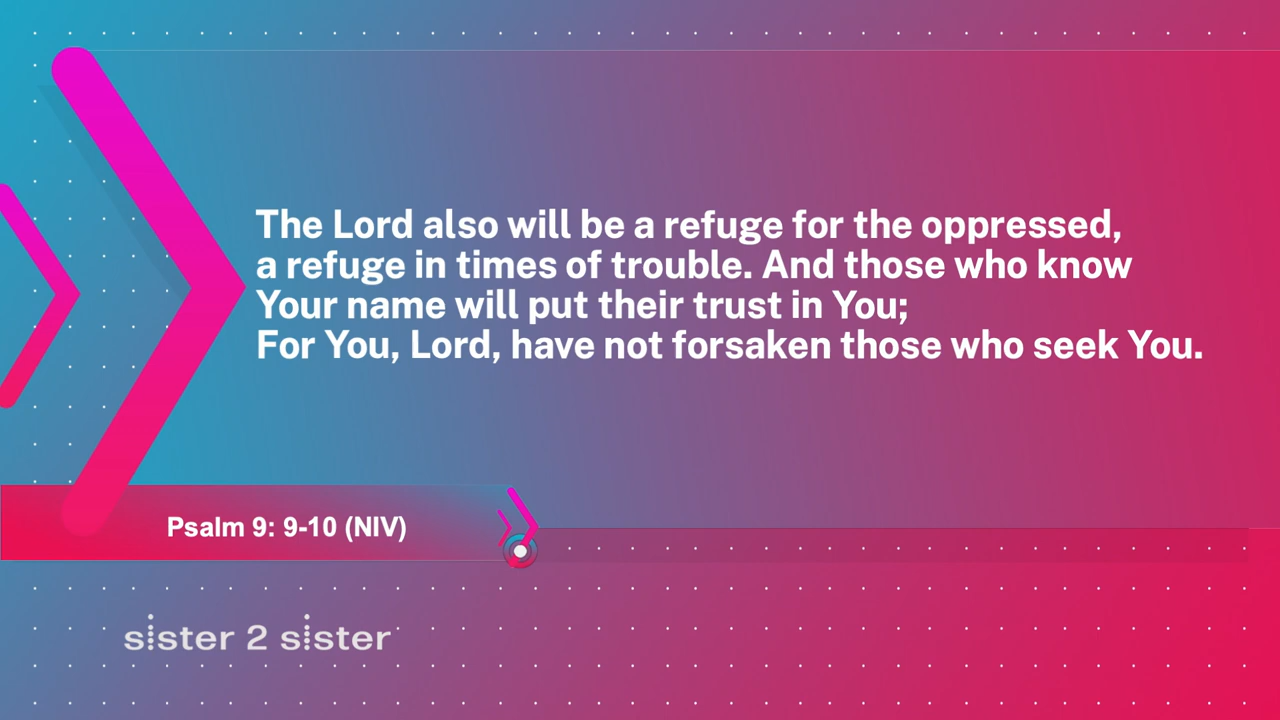 The Lord also will be a refuge for the oppressed,
a refuge in times of trouble. And those who know
Your name will put their trust in You;
For You, Lord, have not forsaken those who seek You.
Psalm 9: 9-10 (NIV)
sister 2 sister